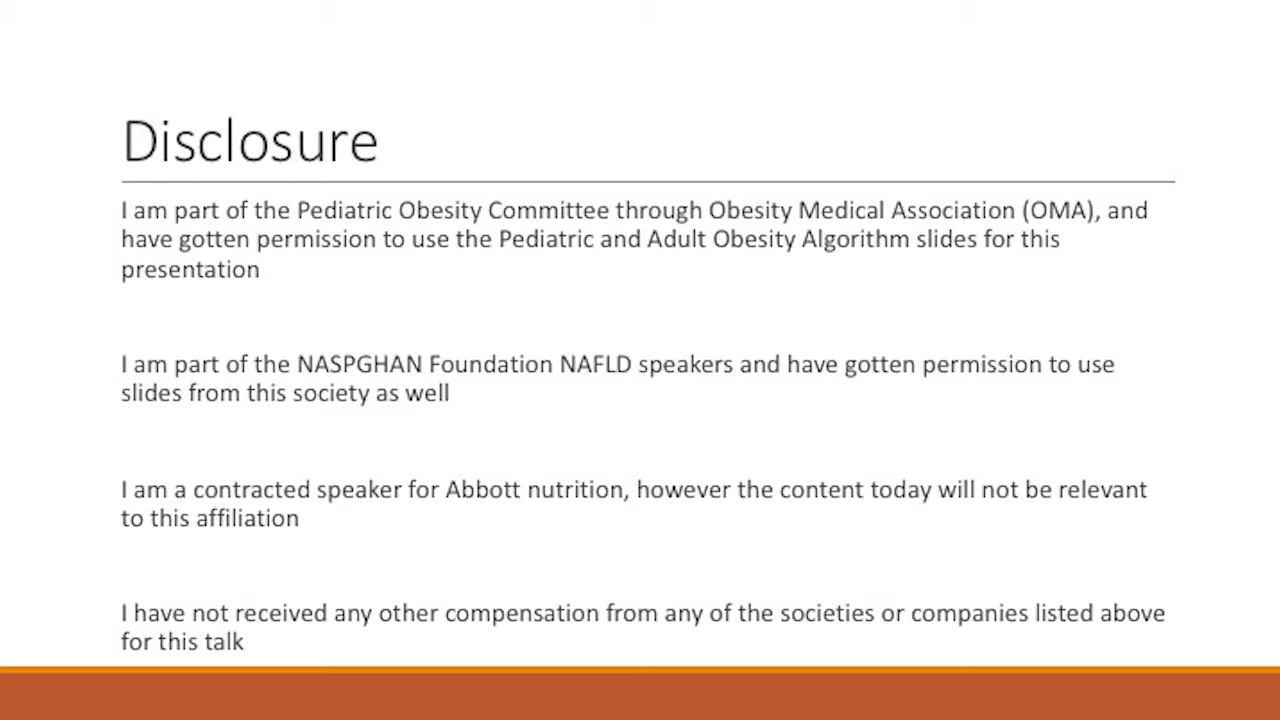 Disclosure
I am part of the Pediatric Obesity Committee through Obesity Medical Association (OMA), and
have gotten permission to use the Pediatric and Adult Obesity Algorithm slides for this
presentation
I am part of the NASPGHAN Foundation NAFLD speakers and have gotten permission to use
slides from this society as well
I am a contracted speaker for Abbott nutrition, however the content today will not be relevant
to this affiliation
I have not received any other compensation from any of the societies or companies listed above
for this talk